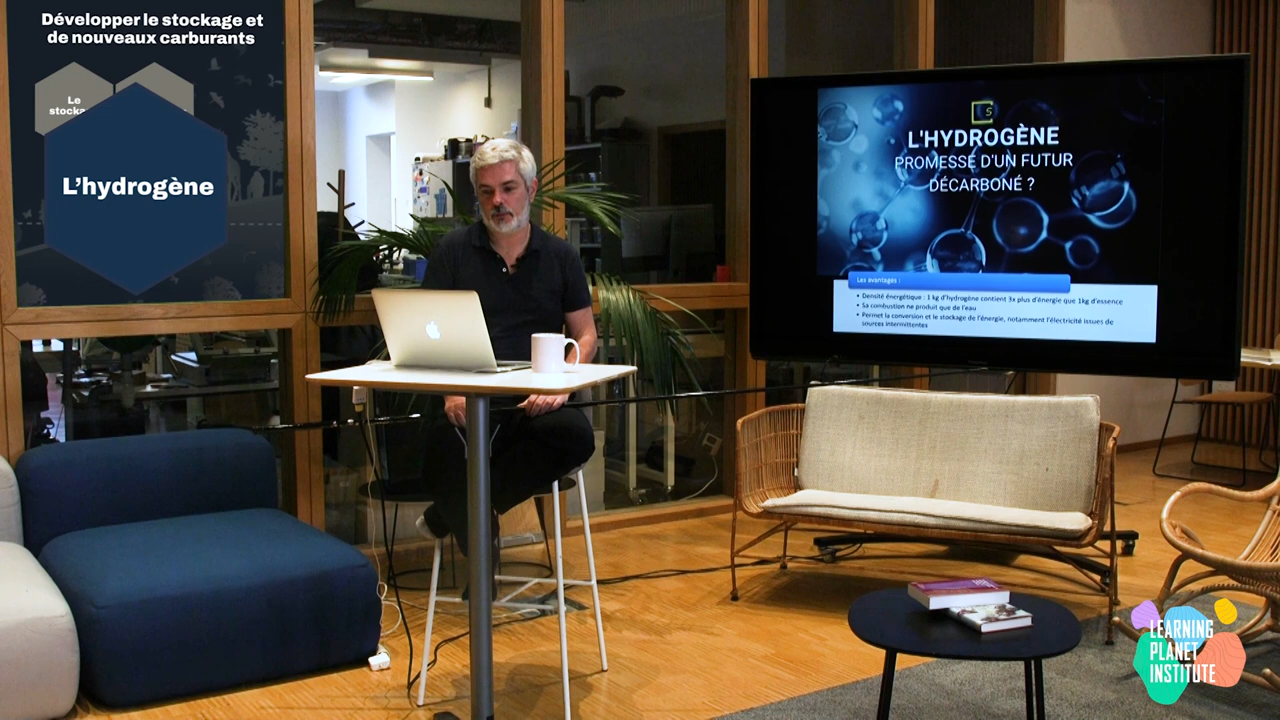 Développer le stockage et
de nouveaux carburants
Le
L'hydrogène
S
L'HYDROGÈNE
PROMESSE D'UN FUTUR
DÉCARBONÉ ?
Les avantages :
• Densité énergétique : 1 kg d'hydrogène contient 3x plus d'énergie que 1kg d'essence
• Sa combustion ne produit que de l'eau
• Permet la conversion et le stockage de l'énergie, notamment l'électricité issues de
sources intermittentes
LEARNING
PLANET
INSTITUTE